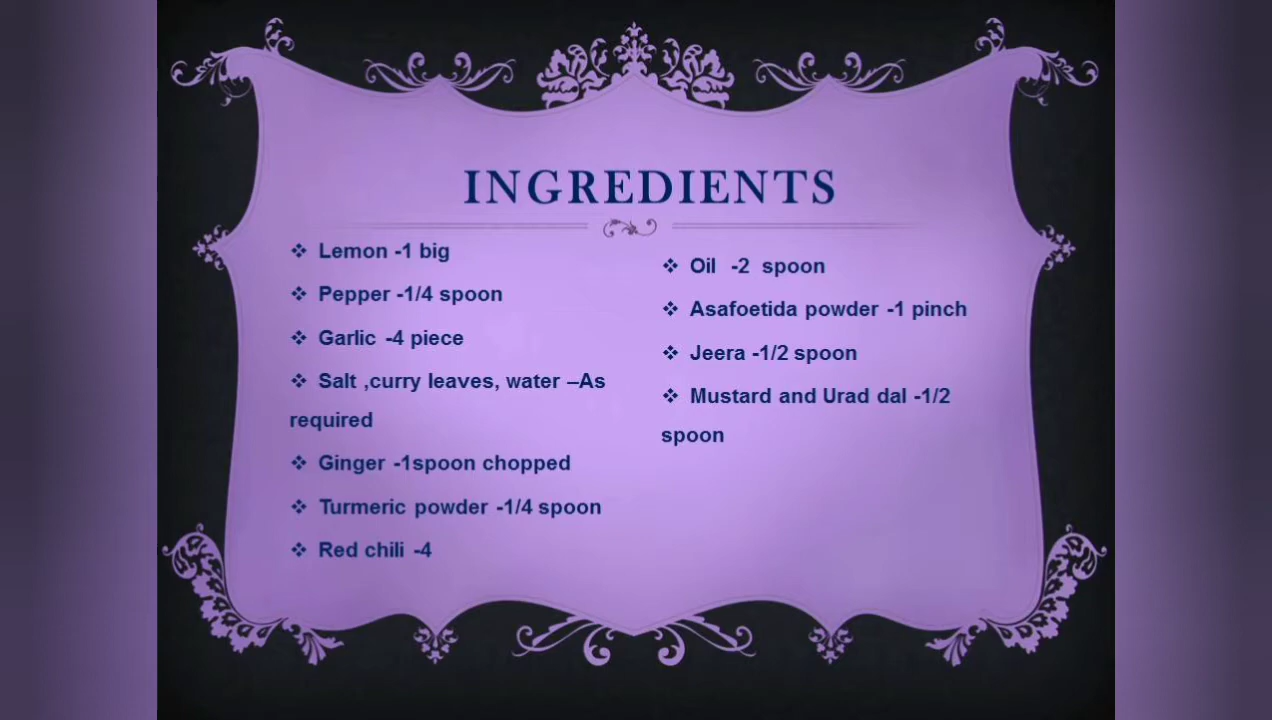 INGREDIENTS
❖ Lemon -1 big
❖ Pepper -1/4 spoon
❖ Garlic -4 piece
❖ Salt ,curry leaves, water –As
required
❖ Ginger -1spoon chopped
❖ Turmeric powder -1/4 spoon
❖ Red chili -4
❖ Oil -2 spoon
❖ Asafoetida powder -1 pinch
❖ Jeera -1/2 spoon
❖ Mustard and Urad dal -1/2
spoon